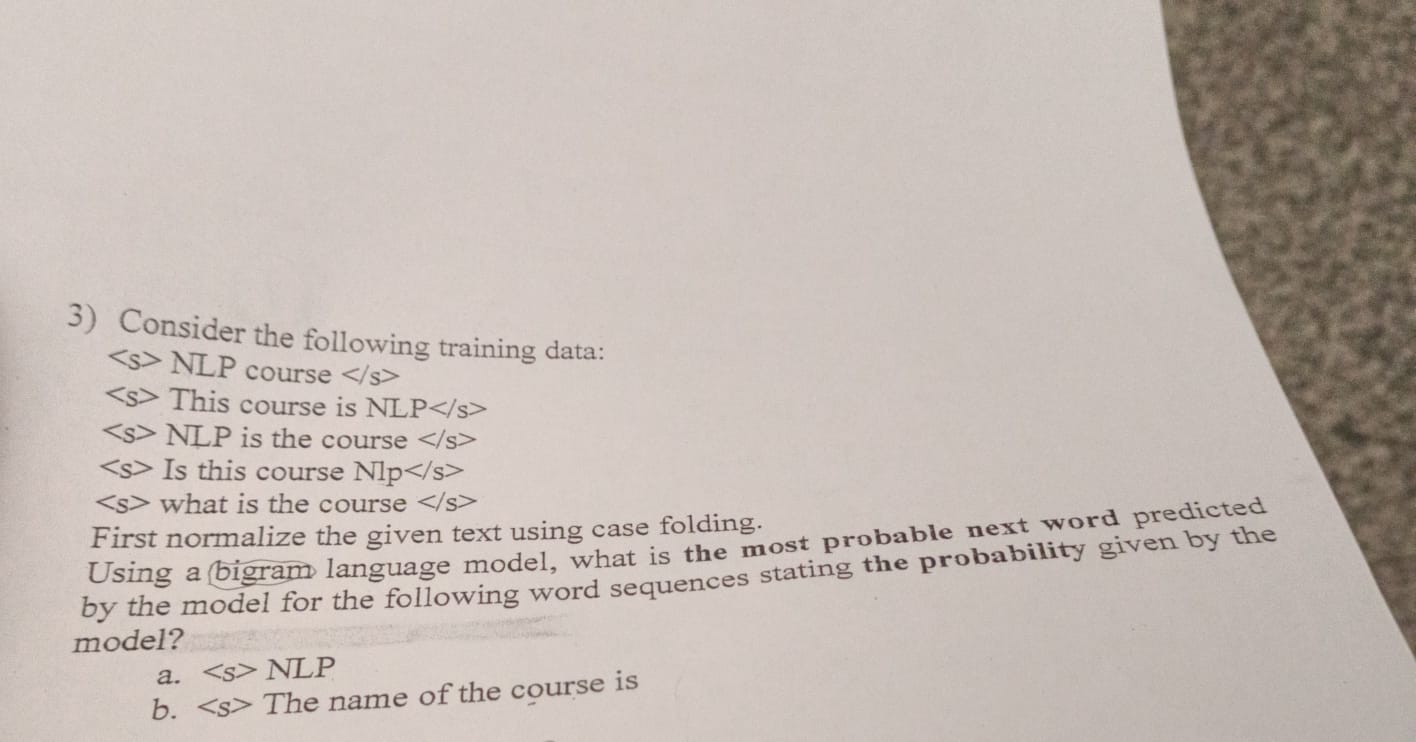 3) Consider the following training data:
<s> NLP course </s>
<s> This course is NLP</s>
<s> NLP is the course </s>
<s> Is this course Nlp</s>
<s> what is the course </s>
First normalize the given text using case folding.
Using a bigram language model, what is the most probable next word predicted
by the model for the following word sequences stating the probability given by the
model?
a. <s> NLP
b. <s> The name of the course is